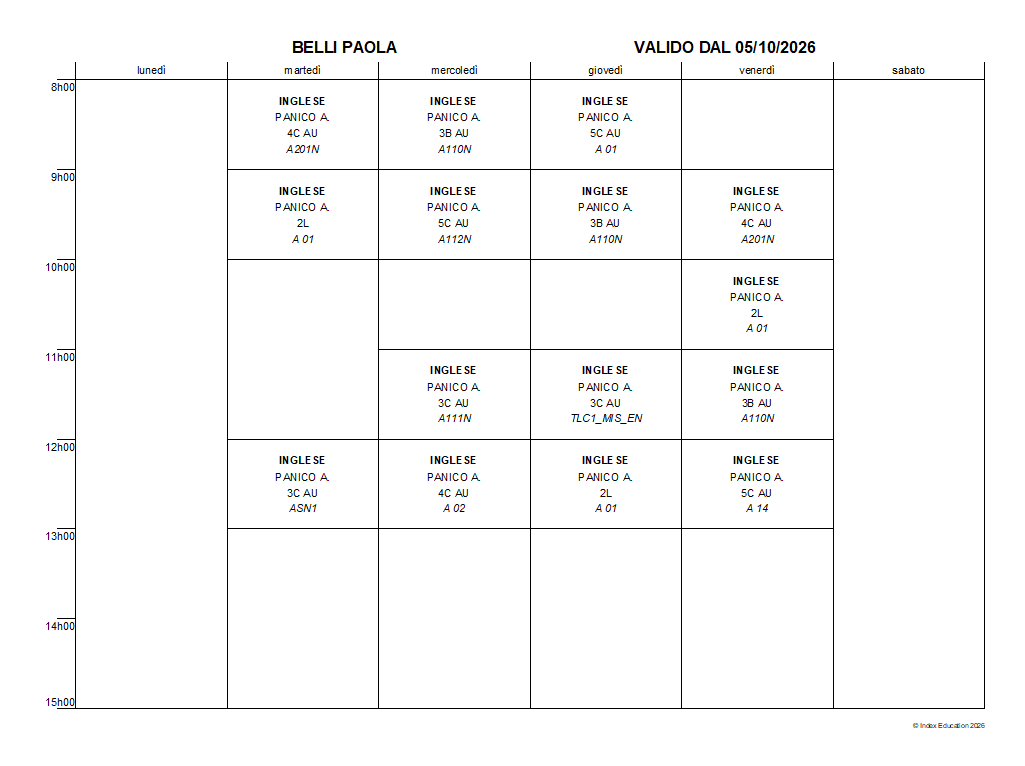 BELLI PAOLA VALIDO DAL 05/10/2026
lunedì martedì mercoledì giovedì venerdì sabato
8h00
INGLESE INGLESE INGLESE
PANICO A. PANICO A. PANICO A.
4C AU 3B AU 5C AU
A201N A110N A 01
9h00
INGLESE INGLESE INGLESE INGLESE
PANICO A. PANICO A. PANICO A. PANICO A.
2L 5C AU 3B AU 4C AU
A 01 A112N A110N A201N
10h00
INGLESE
PANICO A.
2L
A 01
11h00
INGLESE INGLESE INGLESE
PANICO A. PANICO A. PANICO A.
3C AU 3C AU 3B AU
A111N TLC1_MIS_EN A110N
12h00
INGLESE INGLESE INGLESE INGLESE
PANICO A. PANICO A. PANICO A. PANICO A.
3C AU 4C AU 2L 5C AU
ASN1 A 02 A 01 A 14
13h00
14h00
15h00
© Index Education 2026